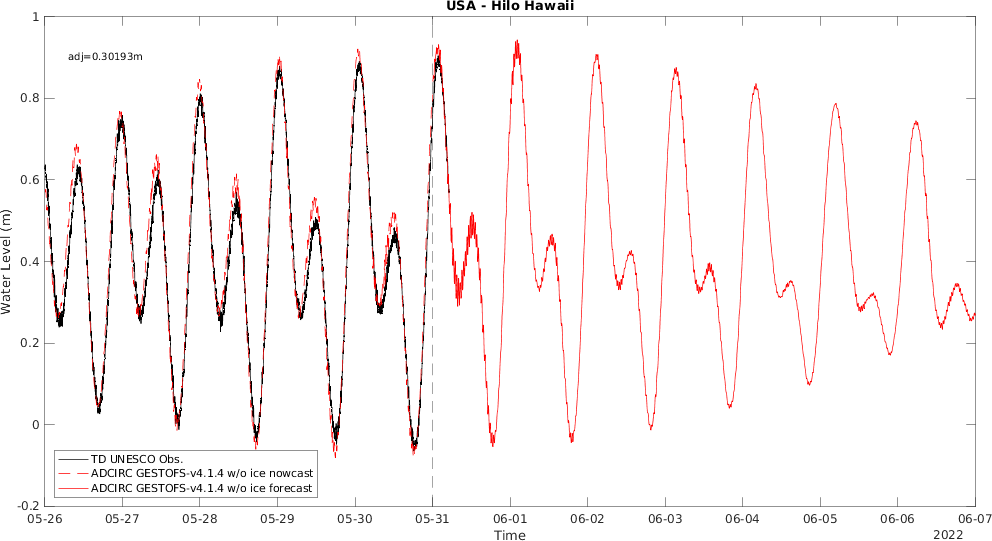 USA - Hilo Hawaii
adj=0.30193m
Water Level (m)
1
0.8
0.6
0.4
0.2
0
-0.2
TD UNESCO Obs.
ADCIRC GESTOFS-v4.1.4 w/o ice nowcast
ADCIRC GESTOFS-v4.1.4 w/o ice forecast
05-26 05-27 05-28 05-29 05-30 05-31 06-01 06-02 06-03 06-04 06-05 06-06 06-07
Time
2022